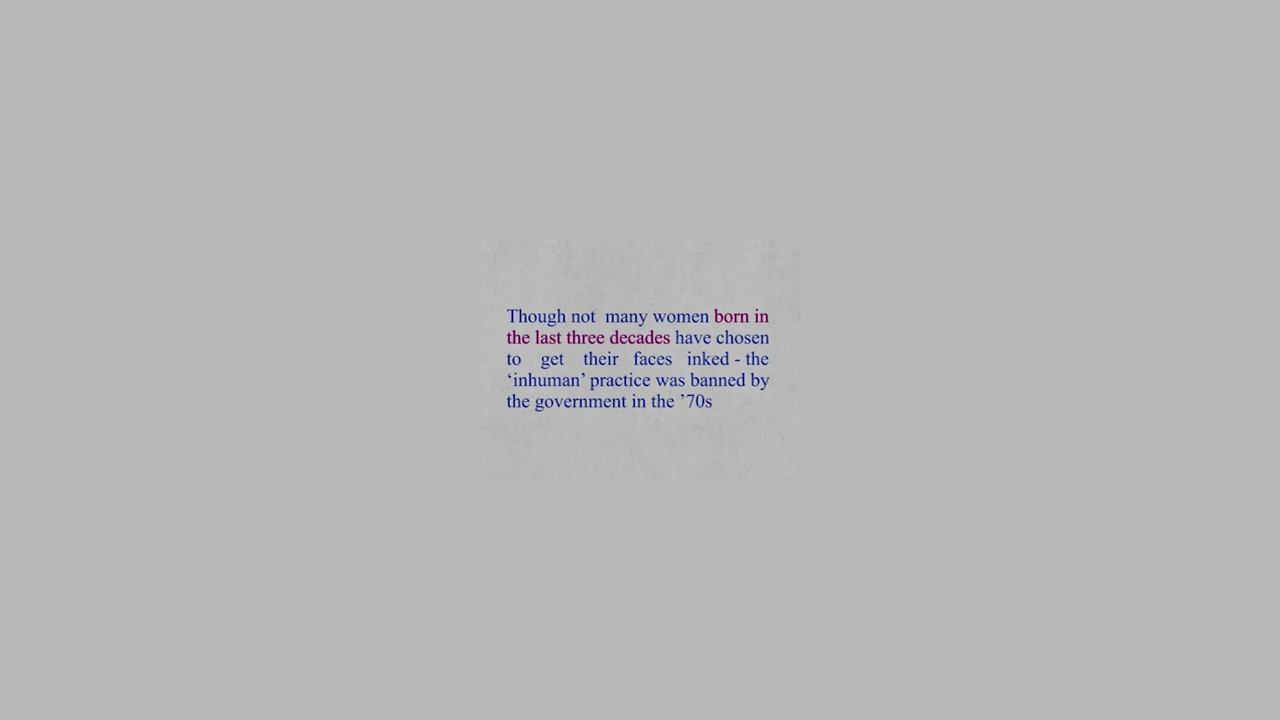 Though not many women born in
the last three decades have chosen
to get their faces inked - the
‘inhuman’ practice was banned by
the government in the ’70s